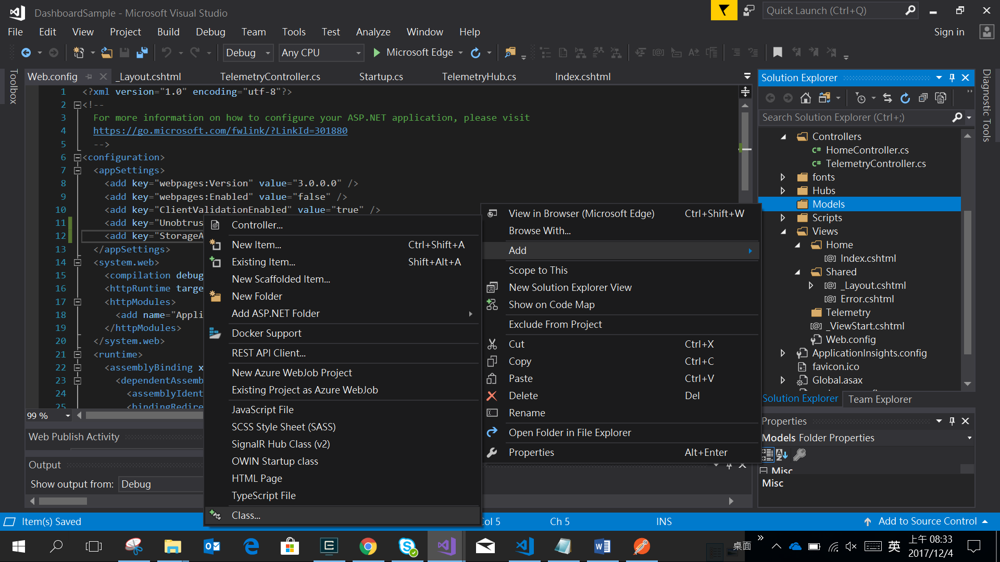 DashboardSample - Microsoft Visual Studio
Quick Launch (Ctrl+Q)
File Edit View Project Build Debug Team Tools Test Analyze Window Help
Sign in
Debug Any CPU Microsoft Edge
Toolbox
Web.config _Layout.cshtml TelemetryController.cs Startup.cs TelemetryHub.cs Index.cshtml
1 <?xml version="1.0" encoding="utf-8"?>
2 <!--
3 For more information on how to configure your ASP.NET application, please visit
4 https://go.microsoft.com/fwlink/?LinkId=301880
5 -->
6 <configuration>
7 <appSettings>
8 <add key="webpages:Version" value="3.0.0.0" />
9 <add key="webpages:Enabled" value="false" />
10 <add key="ClientValidationEnabled" value="true" />
11 <add key="Unobtrus
12 <add key="StorageA
13 </appSettings>
14 <system.web>
15 <compilation debug
16 <httpRuntime targe
17 <httpModules>
18 <add name="Appli
19 </httpModules>
20 </system.web>
21 <runtime>
22 <assemblyBinding x
23 <dependentAssemb
24 <assemblyIdent
25 <bindingRedire
99 %
Web Publish Activity
Output
Show output from: Debug
Controller...
New Item... Ctrl+Shift+A
Existing Item... Shift+Alt+A
New Scaffolded Item...
New Folder
Add ASP.NET Folder
Docker Support
REST API Client...
New Azure WebJob Project
Existing Project as Azure WebJob
JavaScript File
SCSS Style Sheet (SASS)
SignalR Hub Class (v2)
OWIN Startup class
HTML Page
TypeScript File
Class...
View in Browser (Microsoft Edge) Ctrl+Shift+W
Browse With...
Add
Scope to This
New Solution Explorer View
Show on Code Map
Exclude From Project
Cut Ctrl+X
Copy Ctrl+C
Paste Ctrl+V
Delete Del
Rename
Open Folder in File Explorer
Properties Alt+Enter
Solution Explorer
Search Solution Explorer (Ctrl+;)
Controllers
C# HomeController.cs
C# TelemetryController.cs
fonts
Hubs
Models
Scripts
Views
Home
[@] Index.cshtml
Shared
[@] _Layout.cshtml
[@] Error.cshtml
Telemetry
[@] _ViewStart.cshtml
Web.config
ApplicationInsights.config
favicon.ico
Global.asax
Solution Explorer Team Explorer
Properties
Models Folder Properties
Misc
Misc
Diagnostic Tools
Item(s) Saved
Col 5 Ch 5 INS
Add to Source Control
桌面
英
上午 08:33
2017/12/4